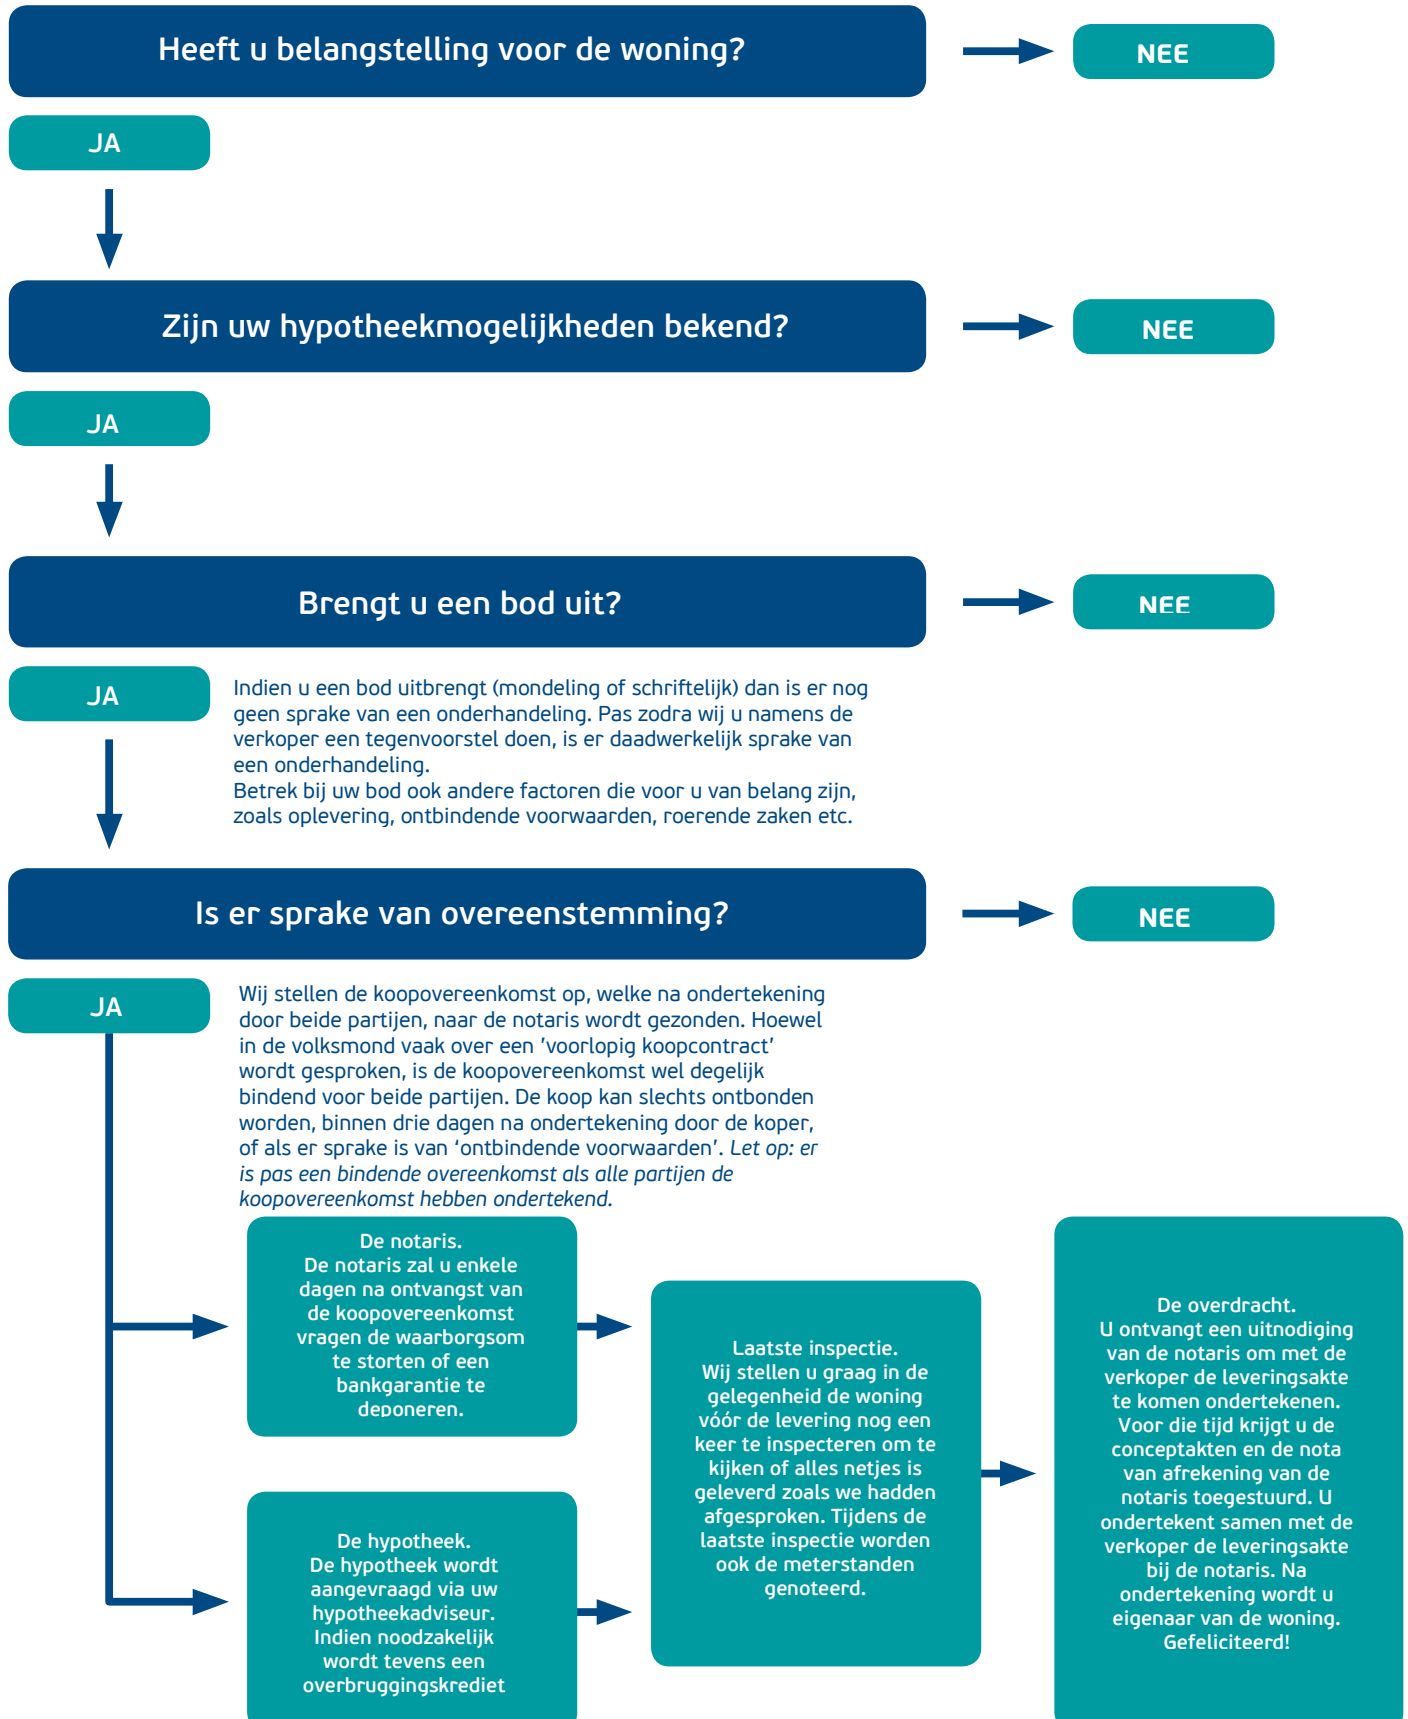 Heeft u belangstelling voor de woning?
NEE
JA
Zijn uw hypotheekmogelijkheden bekend?
NEE
JA
Brengt u een bod uit?
NEE
JA
Indien u een bod uitbrengt (mondeling of schriftelijk) dan is er nog
geen sprake van een onderhandeling. Pas zodra wij u namens de
verkoper een tegenvoorstel doen, is er daadwerkelijk sprake van
een onderhandeling.
Betrek bij uw bod ook andere factoren die voor u van belang zijn,
zoals oplevering, ontbindende voorwaarden, roerende zaken etc.
Is er sprake van overeenstemming?
NEE
JA
Wij stellen de koopovereenkomst op, welke na ondertekening
door beide partijen, naar de notaris wordt gezonden. Hoewel
in de volksmond vaak over een 'voorlopig koopcontract'
wordt gesproken, is de koopovereenkomst wel degelijk
bindend voor beide partijen. De koop kan slechts ontbonden
worden, binnen drie dagen na ondertekening door de koper,
of als er sprake is van ‘ontbindende voorwaarden’. Let op: er
is pas een bindende overeenkomst als alle partijen de
koopovereenkomst hebben ondertekend.
De notaris.
De notaris zal u enkele
dagen na ontvangst van
de koopovereenkomst
vragen de waarborgsom
te storten of een
bankgarantie te
deponeren.
De hypotheek.
De hypotheek wordt
aangevraagd via uw
hypotheekadviseur.
Indien noodzakelijk
wordt tevens een
overbruggingskrediet
Laatste inspectie.
Wij stellen u graag in de
gelegenheid de woning
vóór de levering nog een
keer te inspecteren om te
kijken of alles netjes is
geleverd zoals we hadden
afgesproken. Tijdens de
laatste inspectie worden
ook de meterstanden
genoteerd.
De overdracht.
U ontvangt een uitnodiging
van de notaris om met de
verkoper de leveringsakte
te komen ondertekenen.
Voor die tijd krijgt u de
conceptakten en de nota
van afrekening van de
notaris toegestuurd. U
ondertekent samen met de
verkoper de leveringsakte
bij de notaris. Na
ondertekening wordt u
eigenaar van de woning.
Gefeliciteerd!